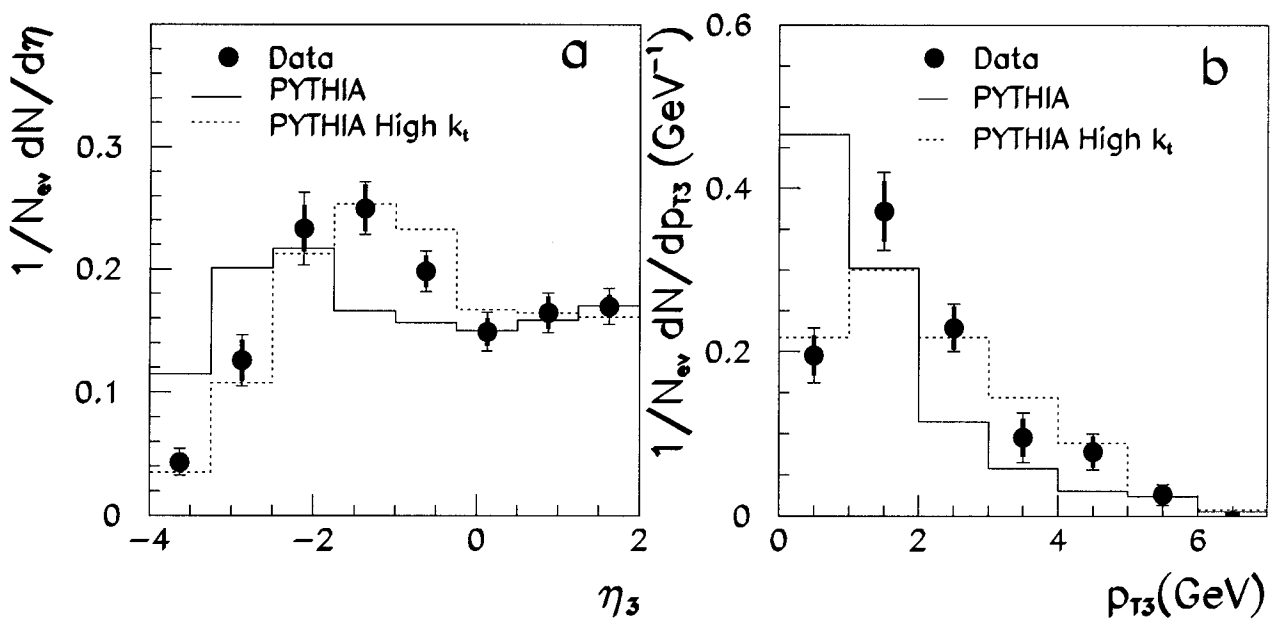 1/N_ev dN/dη
a
Data
PYTHIA
PYTHIA High k_t
0.3
0.2
0.1
0
−4
−2
0
2
η_3
1/N_ev dN/dp_T3 (GeV⁻¹)
b
Data
PYTHIA
PYTHIA High k_t
0.6
0.4
0.2
0
0
2
4
6
p_T3(GeV)